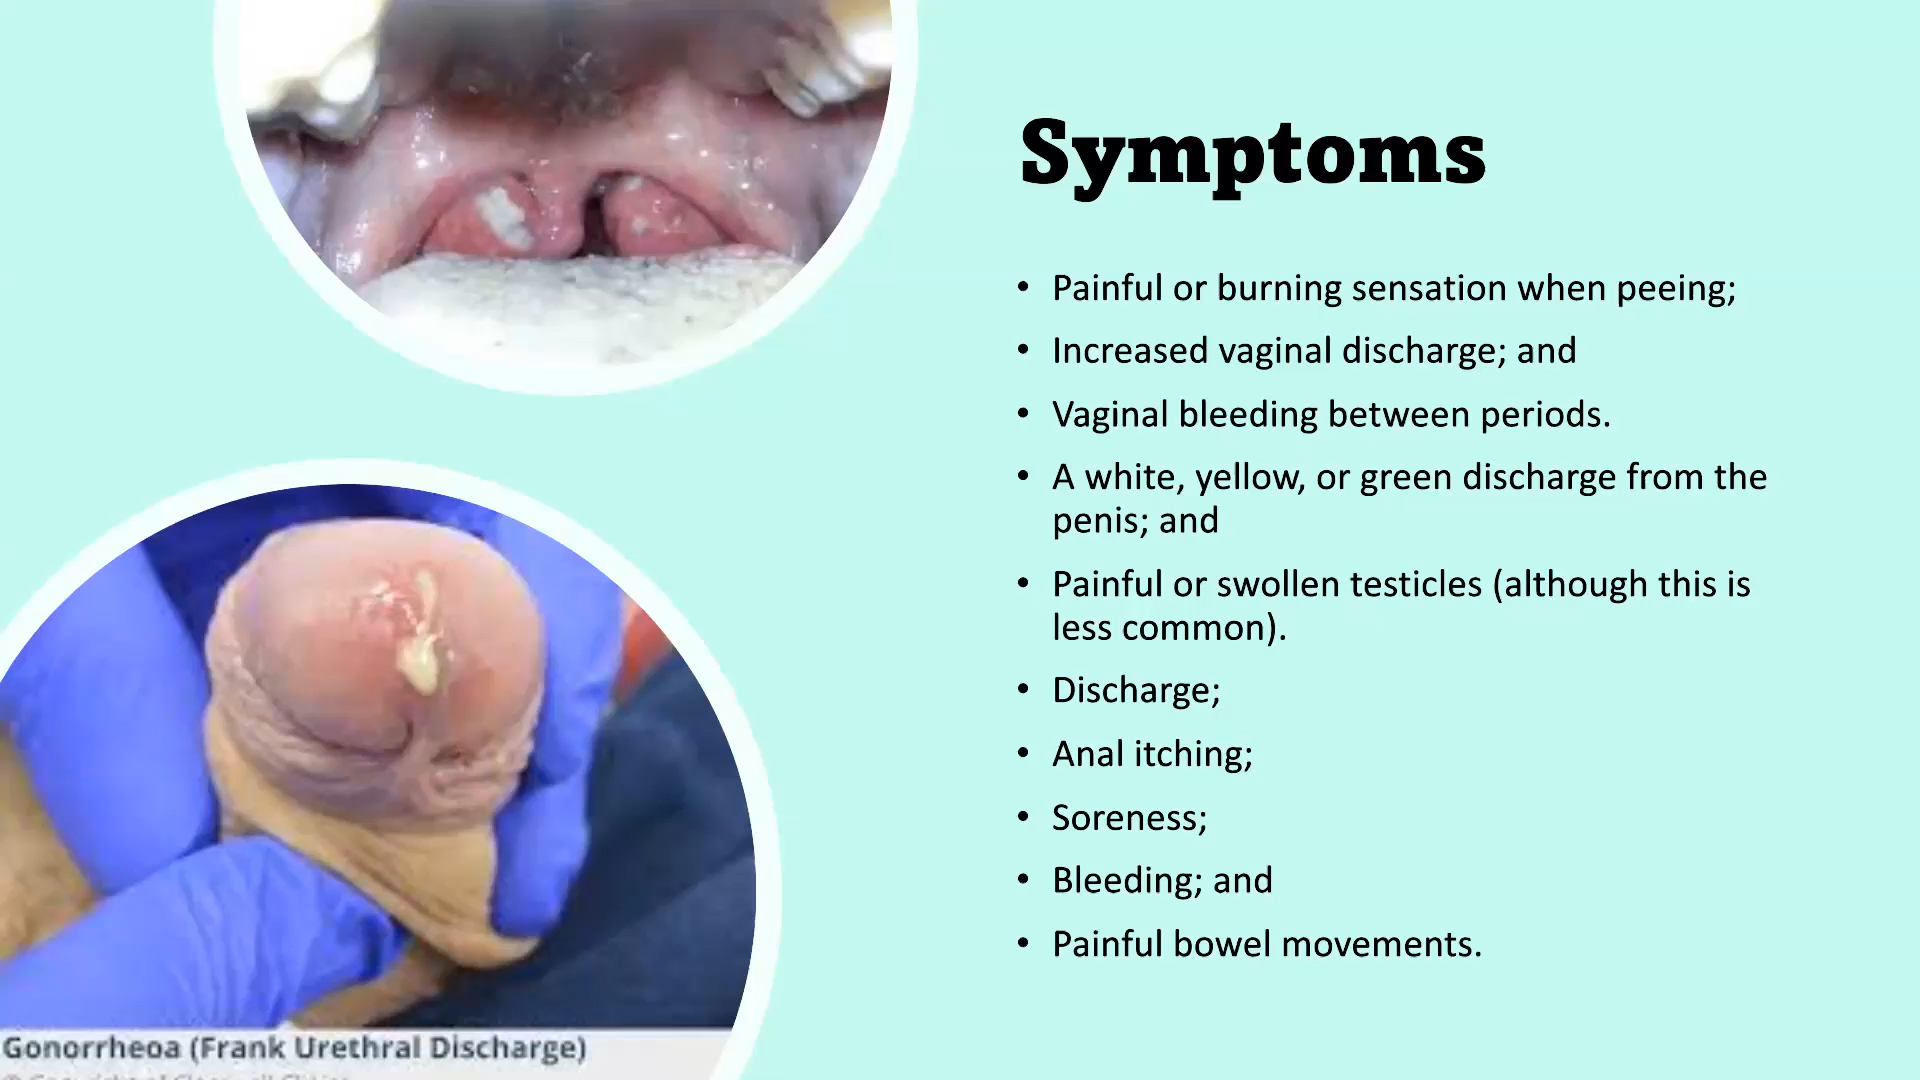 Symptoms
• Painful or burning sensation when peeing;
• Increased vaginal discharge; and
• Vaginal bleeding between periods.
• A white, yellow, or green discharge from the
penis; and
• Painful or swollen testicles (although this is
less common).
• Discharge;
• Anal itching;
• Soreness;
• Bleeding; and
• Painful bowel movements.
Gonorrheoa (Frank Urethral Discharge)